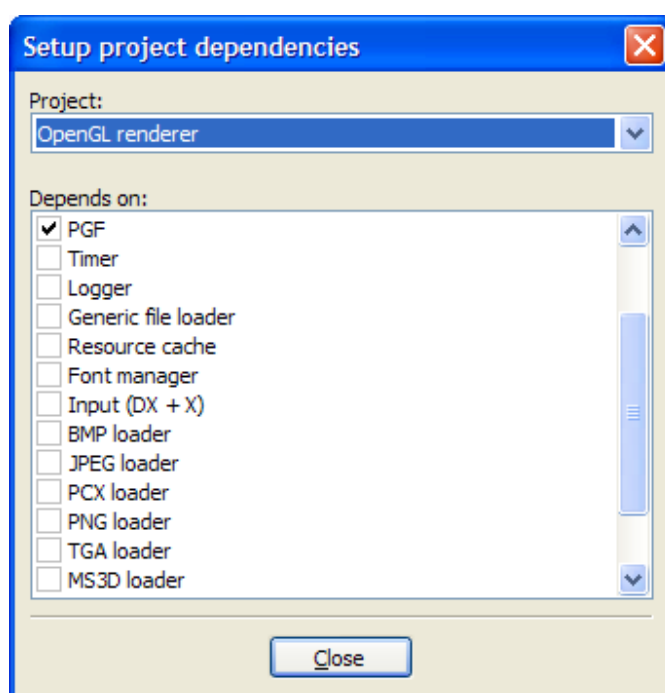 Setup project dependencies
Project:
OpenGL renderer
Depends on:
PGF
Timer
Logger
Generic file loader
Resource cache
Font manager
Input (DX + X)
BMP loader
JPEG loader
PCX loader
PNG loader
TGA loader
MS3D loader
Close